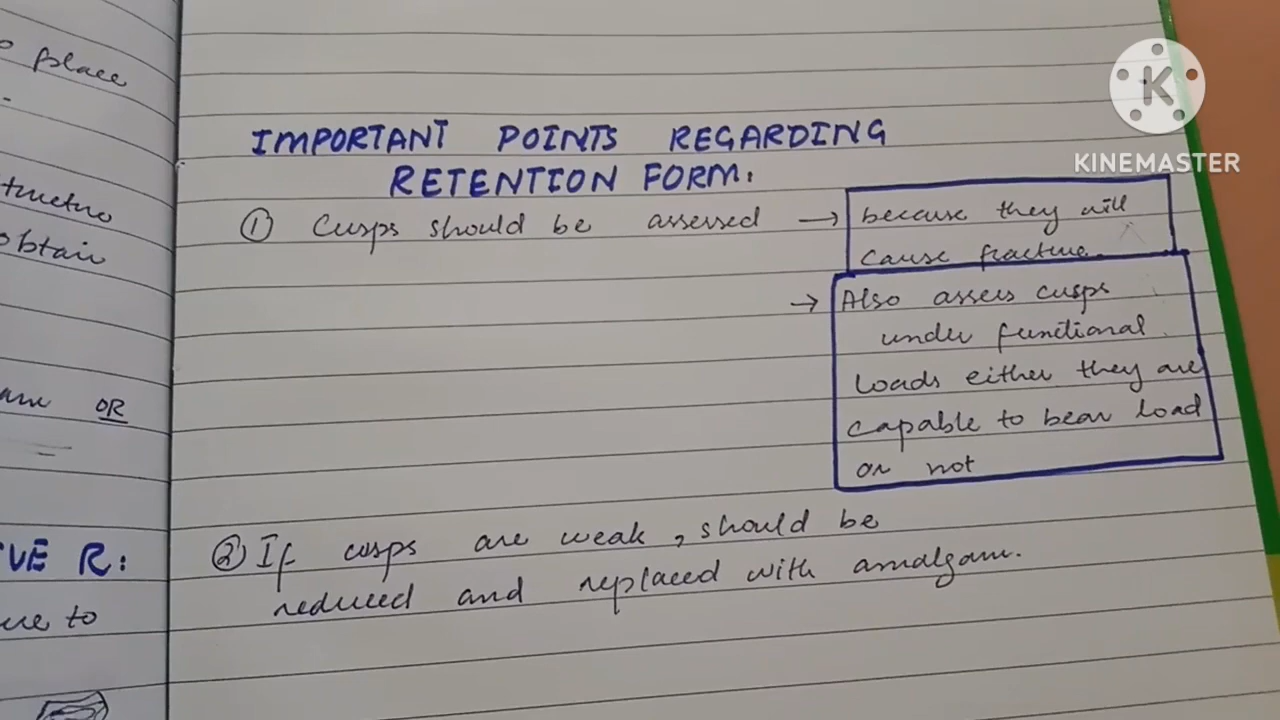 place
IMPORTANT POINTS REGARDING
RETENTION FORM.
① Cusps should be assessed → because they will
cause fracture.
→ Also assess cusps
under functional
loads either they are
capable to bear load
or not
② If cusps are weak, should be
reduced and replaced with amalgam.
obtain
OR
R:
to
K
KINEMASTER